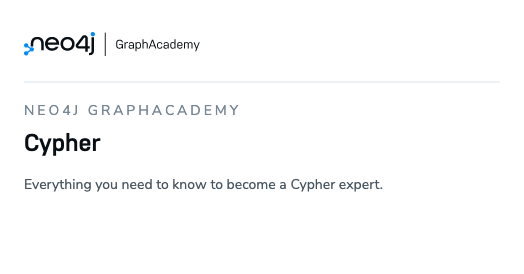 neo4j GraphAcademy
NEO4J GRAPHACADEMY
Cypher
Everything you need to know to become a Cypher expert.